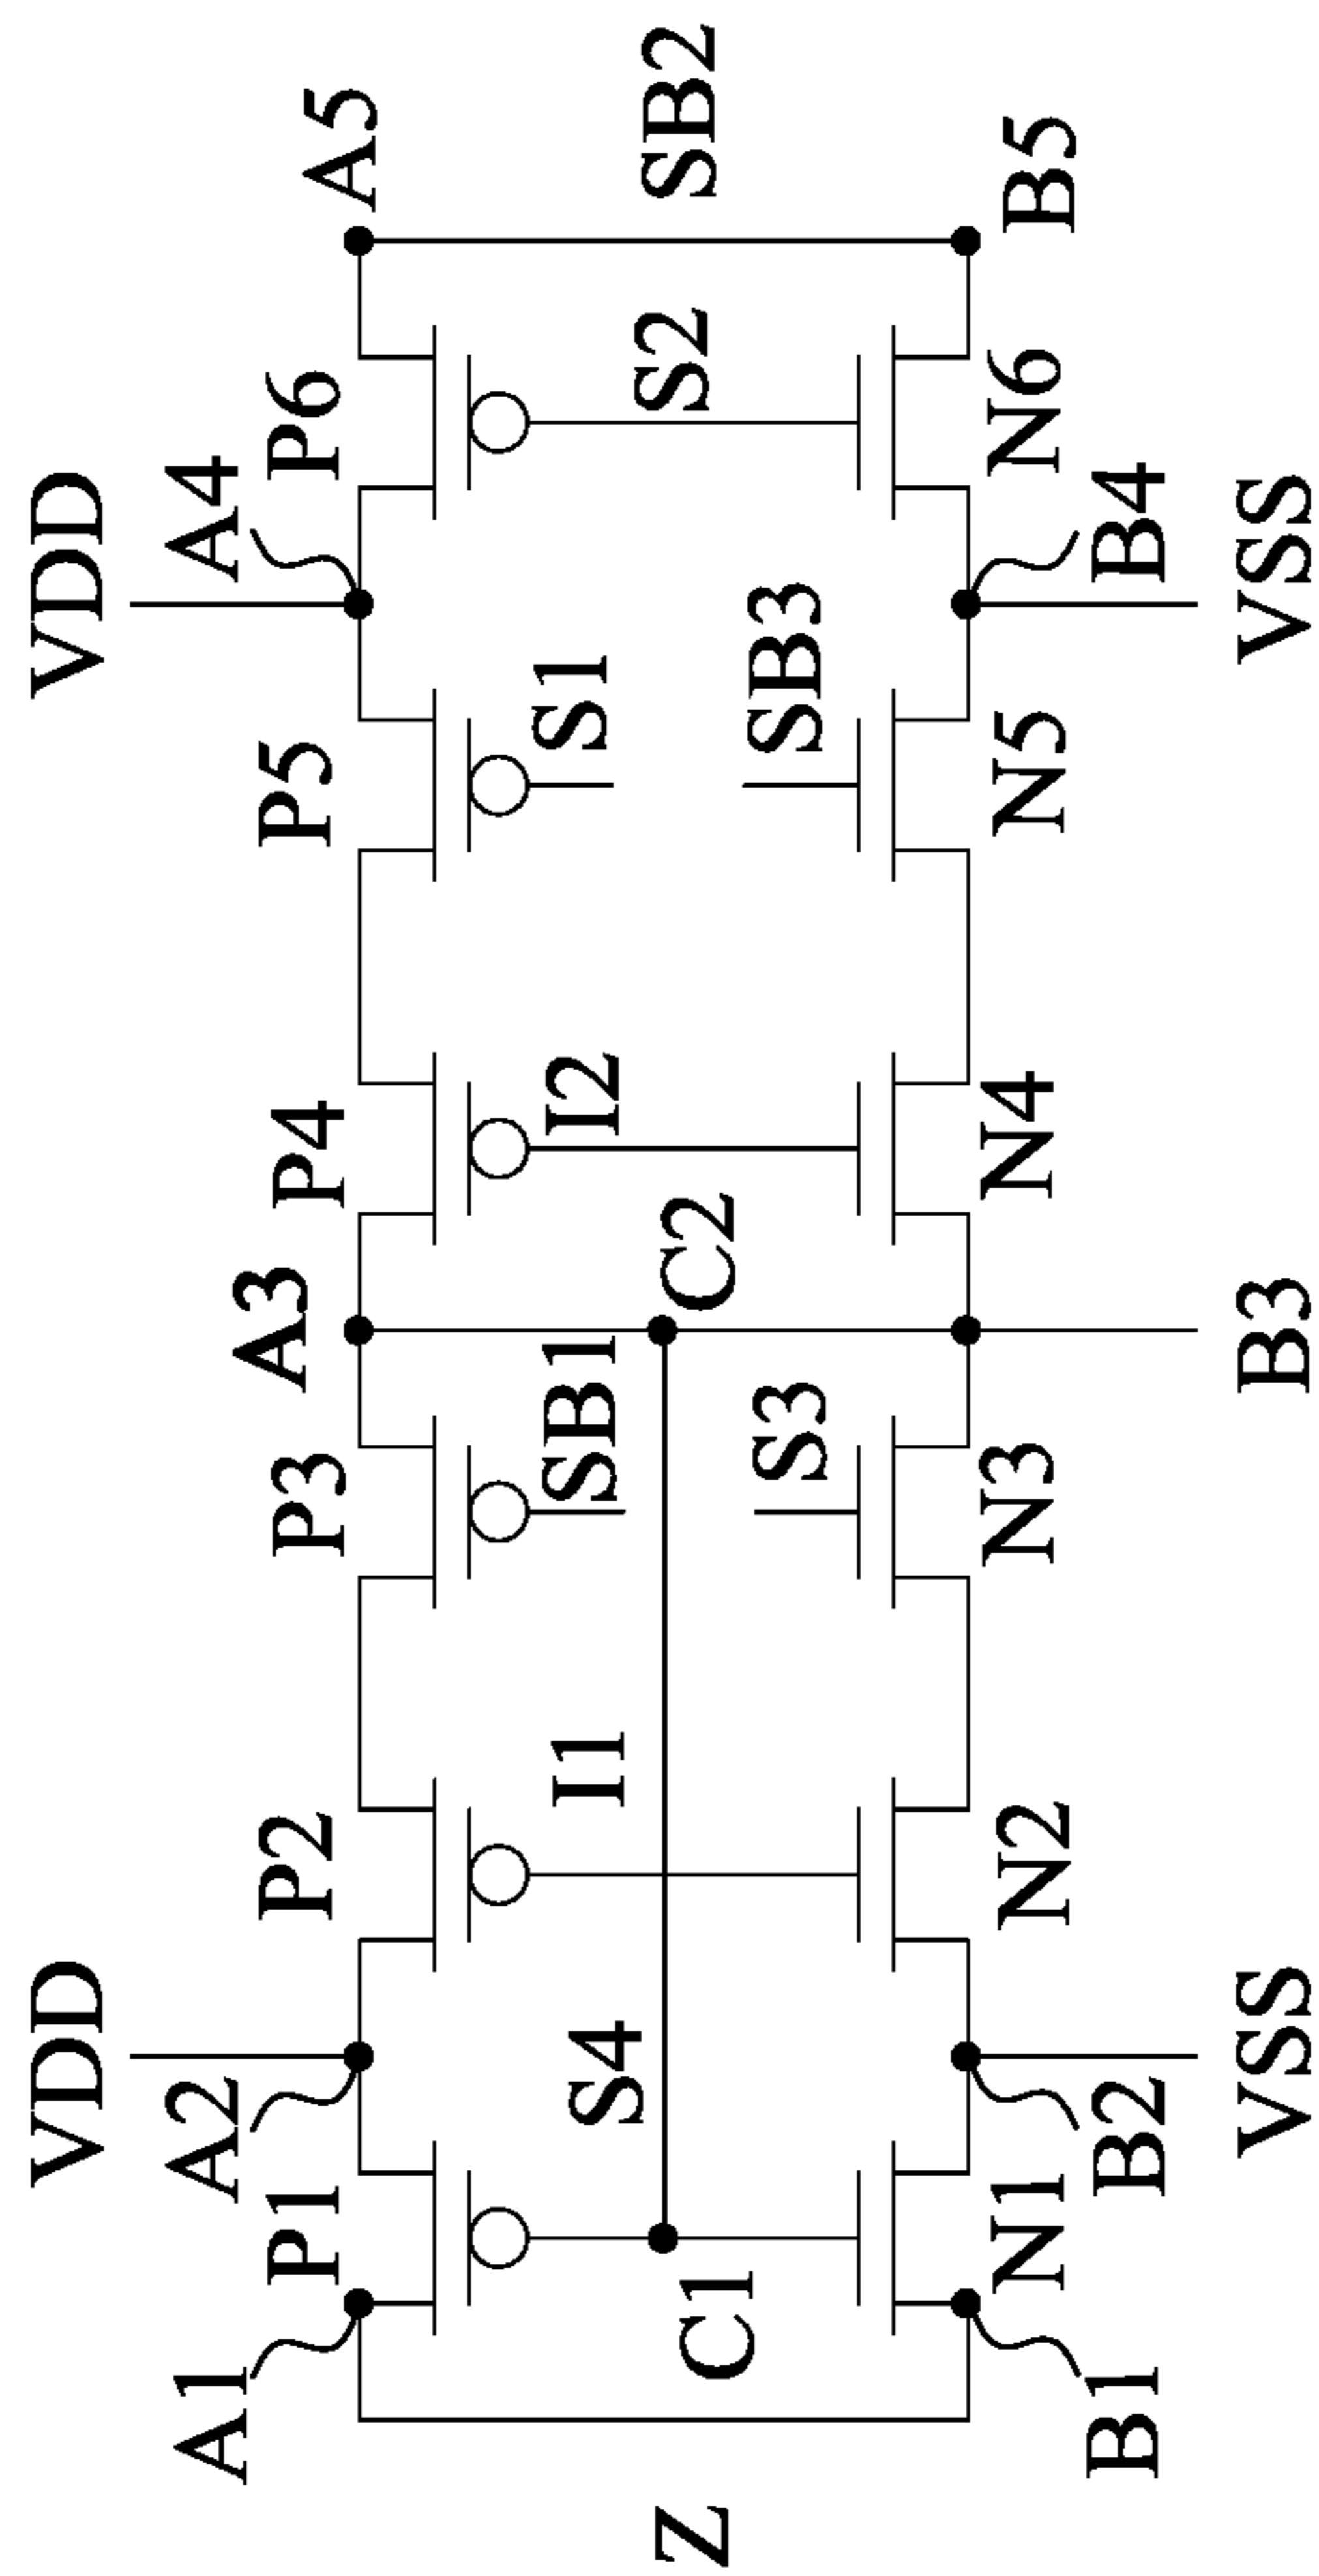 VDD VDD
A1 A2 A4
A3 A5
P1 P2 P3 P4 P5 P6
S4 I1 SB1 I2 S1
Z C1 C2 S2 SB2
S3 SB3
N1 N2 N3 N4 N5 N6 B5
B1 B2 B4
VSS B3 VSS